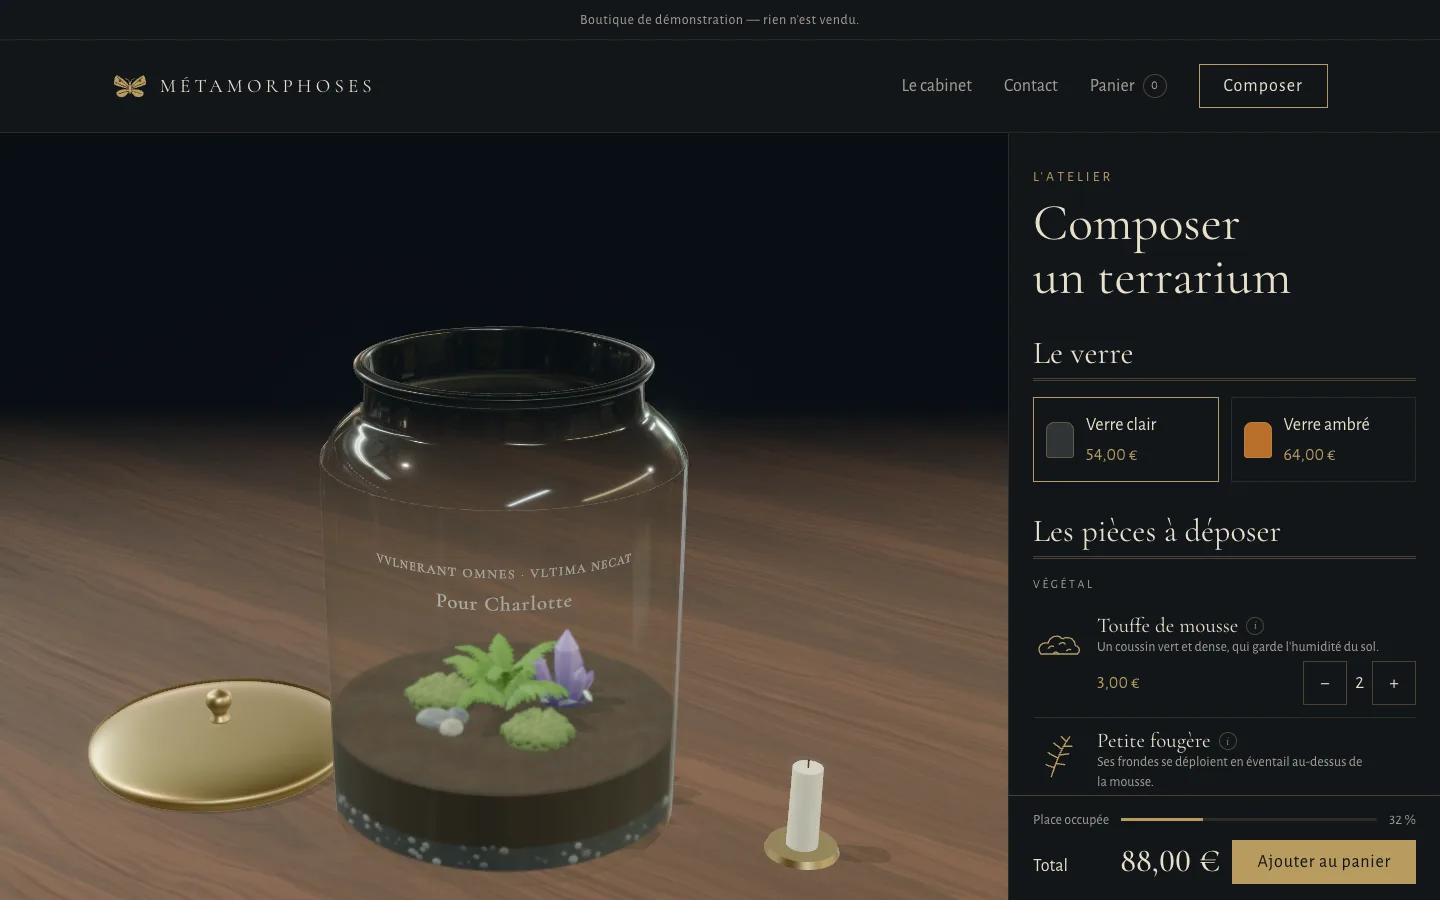 Boutique de démonstration — rien n'est vendu.
MÉTAMORPHOSES
Le cabinet
Contact
Panier 0
Composer
VVLNERANT OMNES · VLTIMA NECAT
Pour Charlotte
L'ATELIER
Composer
un terrarium
Le verre
Verre clair
54,00 €
Verre ambré
64,00 €
Les pièces à déposer
VÉGÉTAL
Touffe de mousse i
Un coussin vert et dense, qui garde l'humidité du sol.
3,00 €
− 2 +
Petite fougère i
Ses frondes se déploient en éventail au-dessus de
la mousse.
Place occupée 32 %
Total 88,00 € Ajouter au panier